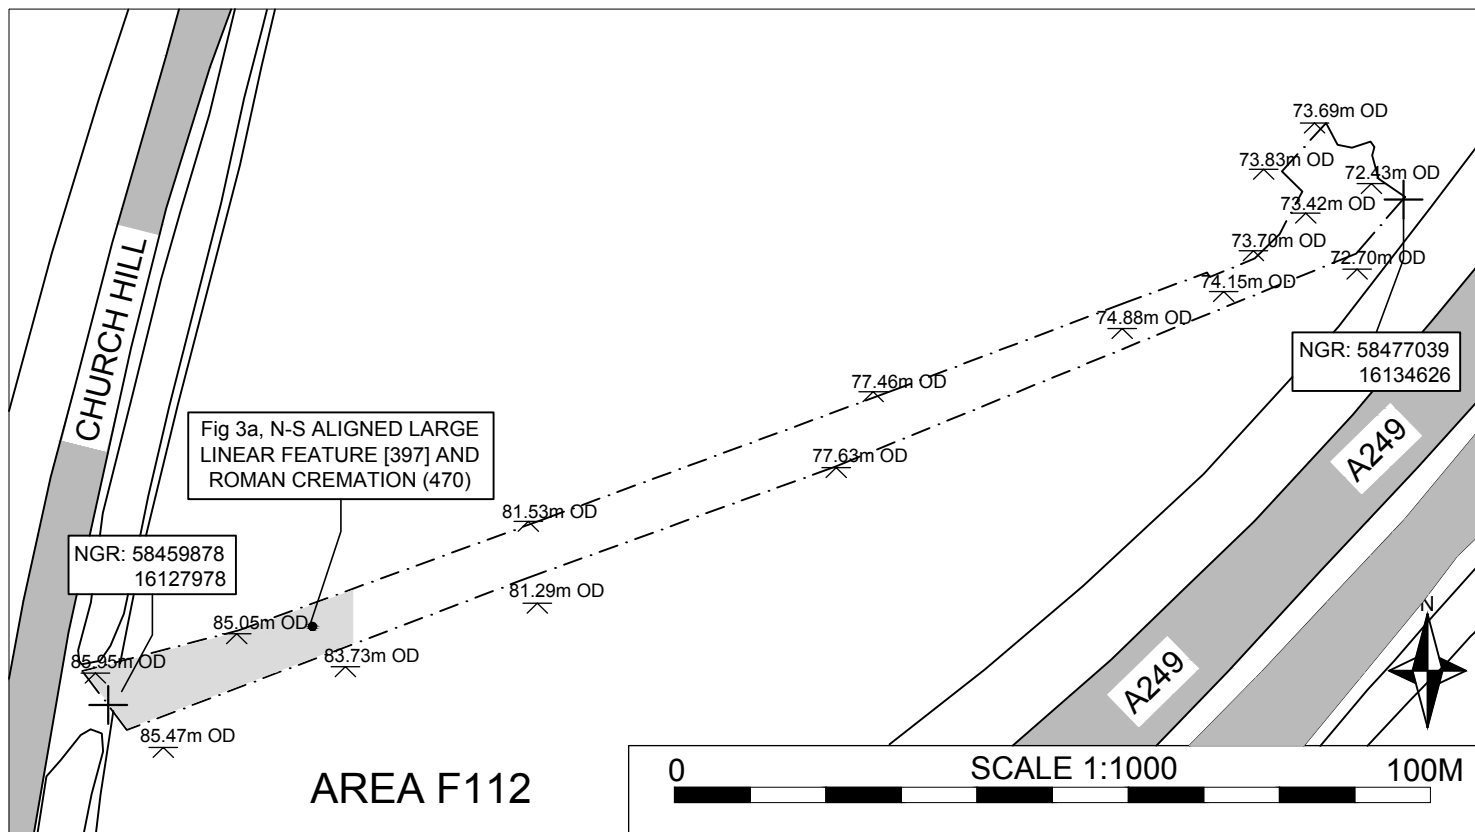 73.69m OD
73.83m OD
72.43m OD
73.42m OD
73.70m OD
72.70m OD
74.15m OD
74.88m OD
CHURCH HILL
NGR: 58477039
16134626
77.46m OD
Fig 3a, N-S ALIGNED LARGE
LINEAR FEATURE [397] AND
ROMAN CREMATION (470)
A249
77.63m OD
81.53m OD
NGR: 58459878
16127978
81.29m OD
N
85.05m OD
83.73m OD
85.95m OD
A249
85.47m OD
AREA F112
0 SCALE 1:1000 100M